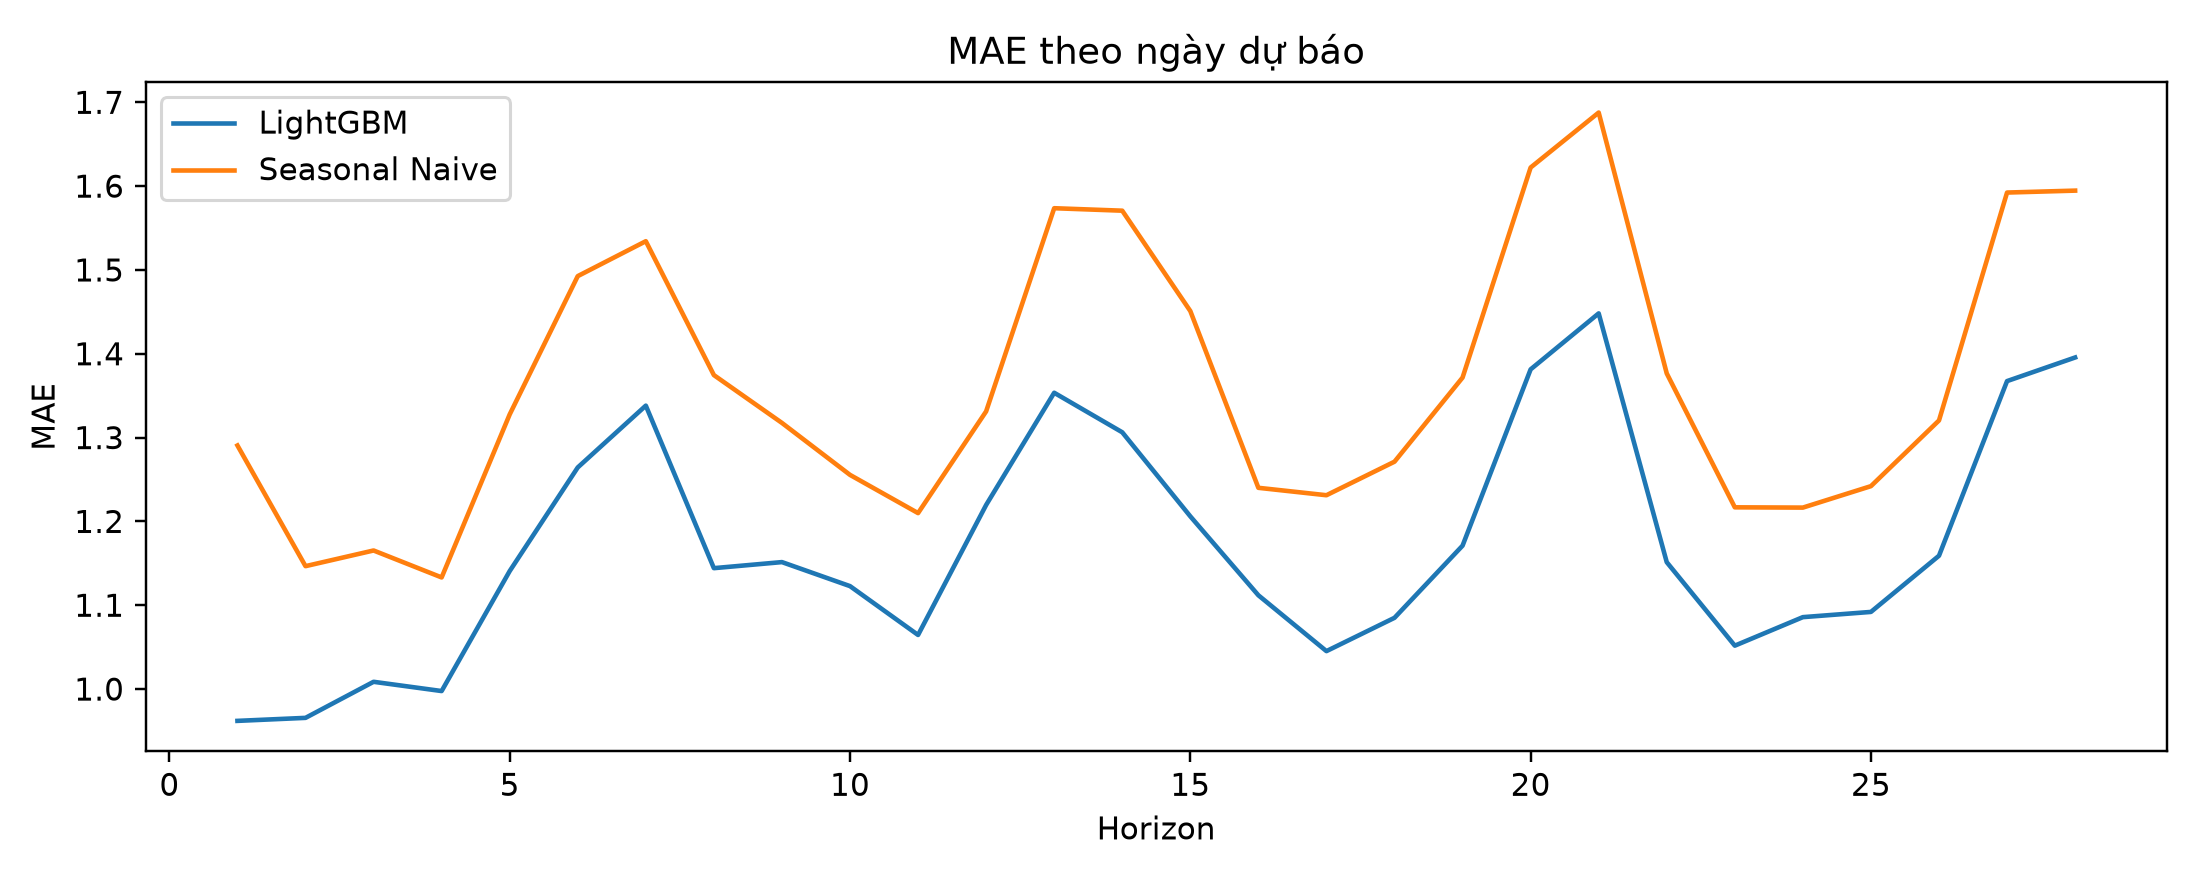 MAE theo ngày dự báo
LightGBM
Seasonal Naive
MAE
1.7
1.6
1.5
1.4
1.3
1.2
1.1
1.0
0 5 10 15 20 25
Horizon